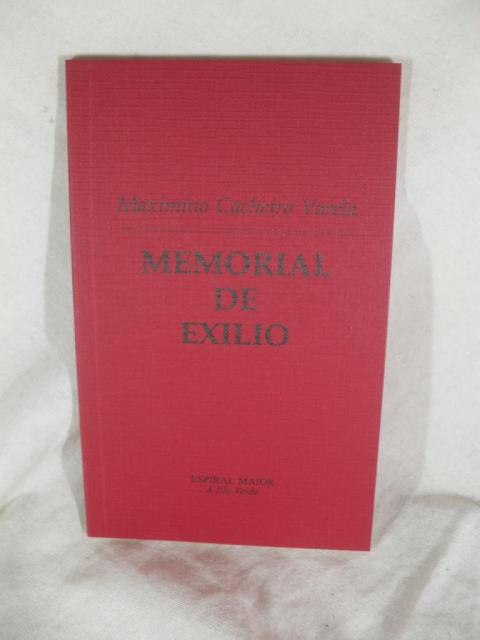 Maximino Cacheiro Varela
MEMORIAL
DE
EXILIO
ESPIRAL MAIOR
A Illa Verde